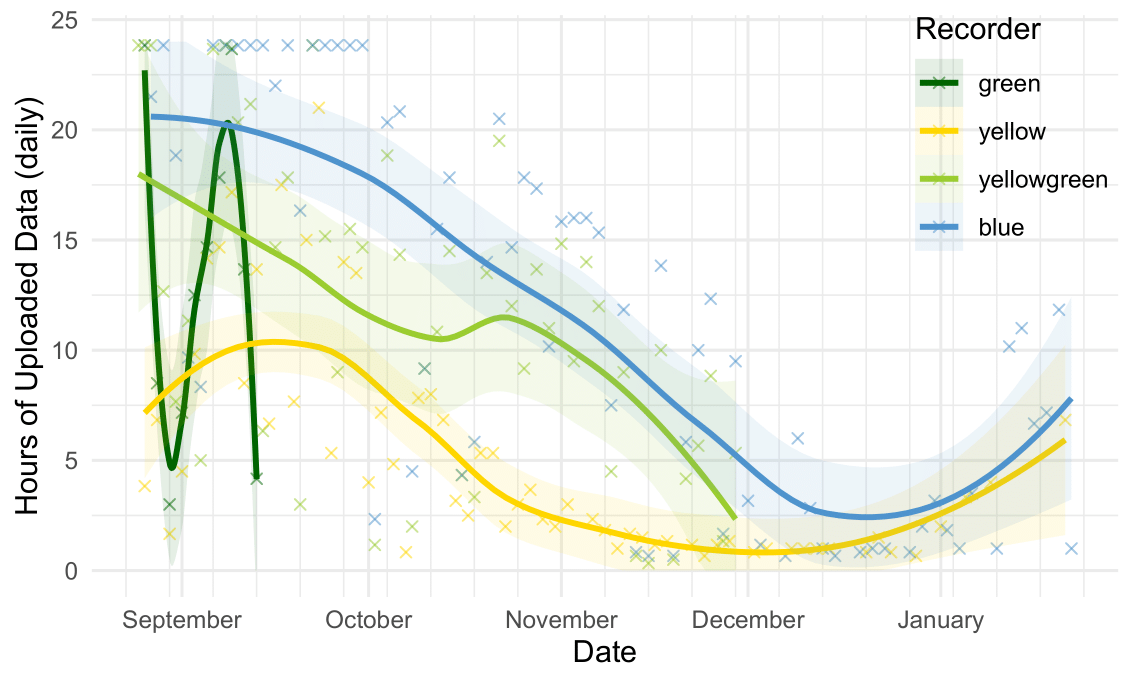 Hours of Uploaded Data (daily)
25
20
15
10
5
0
September October November December January
Date
Recorder
green
yellow
yellowgreen
blue